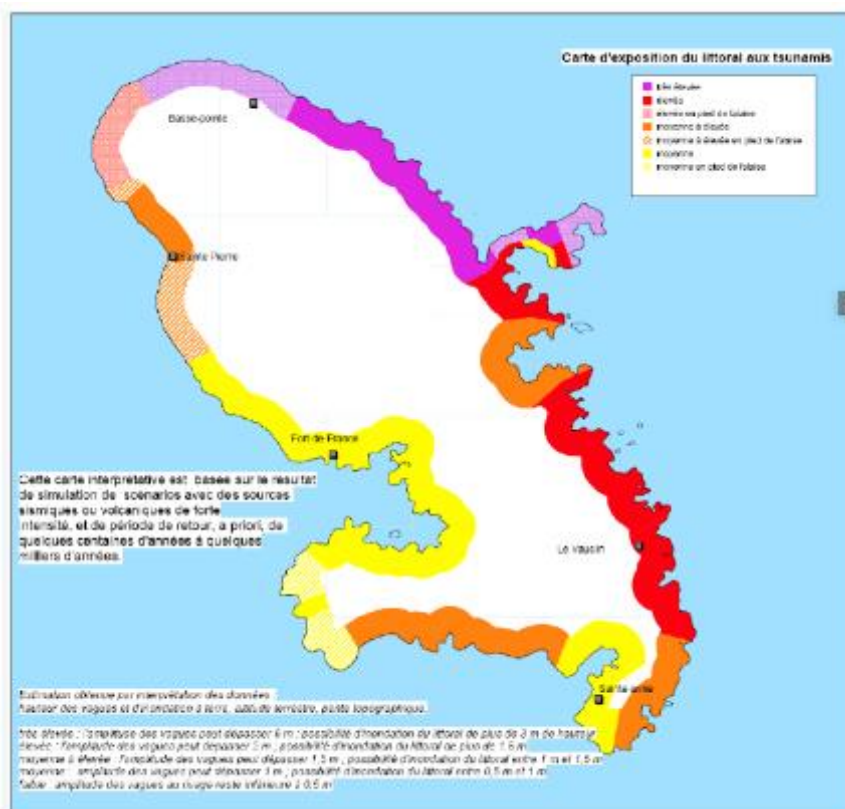 Carte d'exposition du littoral aux tsunamis
très élevée
élevée
élevée en pied de falaise
moyenne à élevée
moyenne à élevée en pied de falaise
moyenne
moyenne en pied de falaise
Basse-pointe
Sainte Pierre
Fort de France
Cette carte interprétative est basée sur le résultat
de simulation de scénarios avec des sources
sismiques ou volcaniques de forte
intensité, et de période de retour, a priori, de
quelques centaines d'années à quelques
milliers d'années.
Le Vauclin
Sainte-anne
Estimation obtenue par interprétation des données :
hauteur des vagues et d'inondation à terre, altitude terrestre, pente topographique.
très élevée : l'amplitude des vagues peut dépasser 6 m ; possibilité d'inondation du littoral de plus de 3 m de hauteur
élevée : l'amplitude des vagues peut dépasser m ; possibilité d'inondation du littoral de plus de 1,5 m
moyenne à élevée : l'amplitude des vagues peut dépasser 1,5 m ; possibilité d'inondation du littoral entre 1 m et 1,5 m
moyenne : amplitude des vagues peut dépasser 1 m ; possibilité d'inondation du littoral entre 0,5 m et 1 m
faible : amplitude des vagues au rivage reste inférieure à 0,5 m